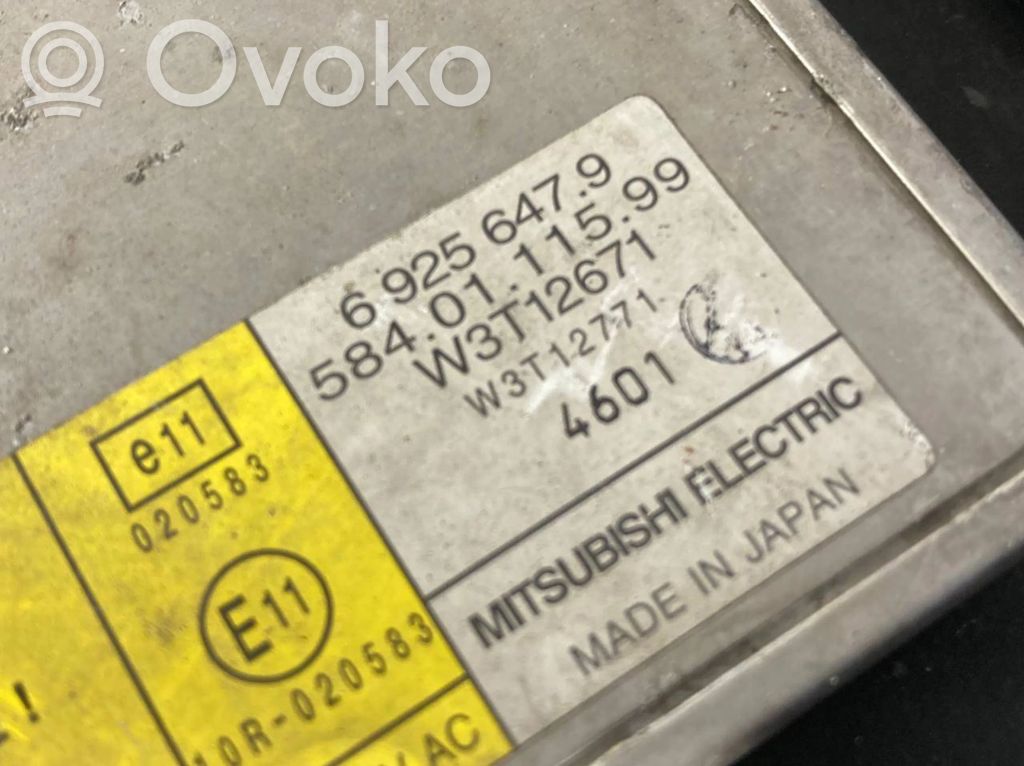 Ovoko
6 925 647.9
584.01.115.99
W3T12671
W3T12771
4601
MITSUBISHI ELECTRIC
MADE IN JAPAN
e11
020583
E11
10R-020583
!
AC